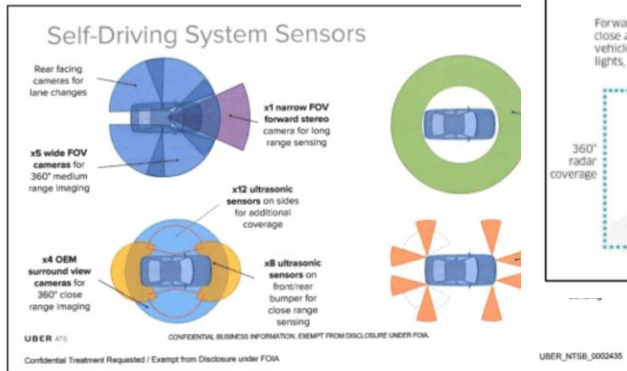 Self-Driving System Sensors
Rear facing
cameras for
lane changes
x1 narrow FOV
forward stereo
camera for long
range sensing
x5 wide FOV
cameras for
360° medium
range imaging
x12 ultrasonic
sensors on sides
for additional
coverage
x4 OEM
surround view
cameras for
360° close
range imaging
x8 ultrasonic
sensors on
front/rear
bumper for
close range
sensing
UBER ATG
CONFIDENTIAL BUSINESS INFORMATION, EXEMPT FROM DISCLOSURE UNDER FOIA.
Confidential Treatment Requested / Exempt from Disclosure under FOIA
UBER_NTSB_0002435
close a
lights,
360°
radar
coverage